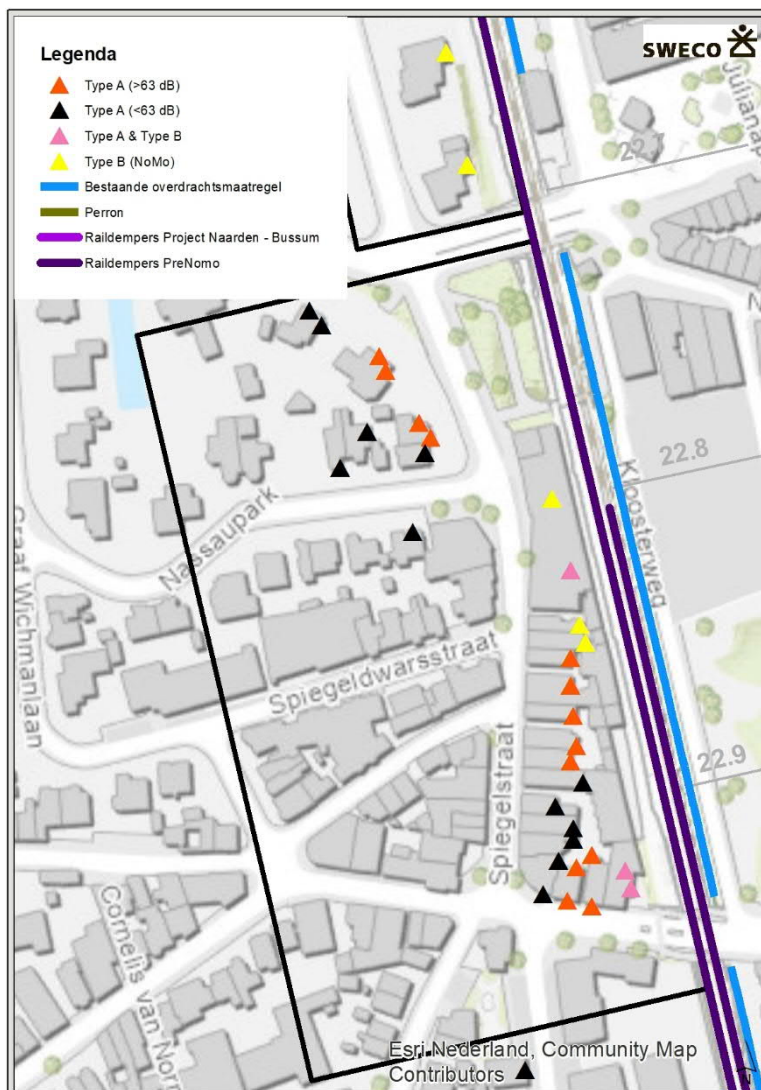 Legenda
Type A (>63 dB)
Type A (<63 dB)
Type A & Type B
Type B (NoMo)
Bestaande overdrachtsmaatregel
Perron
Raildempers Project Naarden - Bussum
Raildempers PreNomo
SWECO
22.7
22.8
Kloosterweg
Nassaupark
Graaf Wichmanlaan
Spiegeldwarsstraat
Spiegelstraat
22.9
Cornelis van
Esri Nederland, Community Map
Contributors